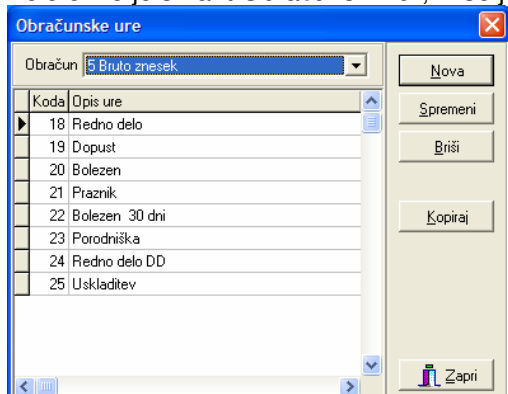 Obračunske ure
Obračun 5 Bruto znesek
Koda Opis ure
18 Redno delo
19 Dopust
20 Bolezen
21 Praznik
22 Bolezen 30 dni
23 Porodniška
24 Redno delo DD
25 Uskladitev
Nova
Spremeni
Briši
Kopiraj
Zapri